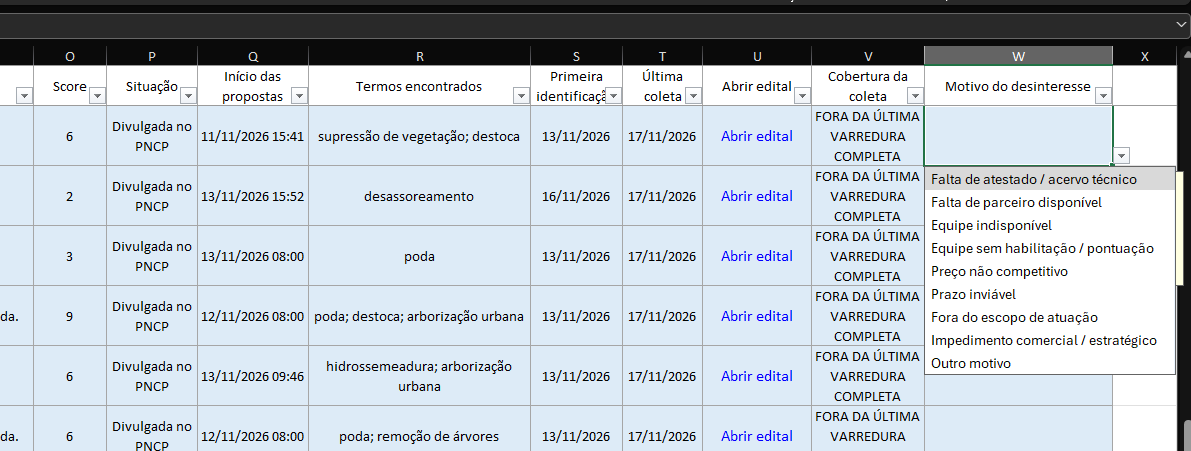 O P Q R S T U V W X
Score Situação Início das propostas Termos encontrados Primeira identificaçã Última coleta Abrir edital Cobertura da coleta Motivo do desinteresse
6 Divulgada no PNCP 11/11/2026 15:41 supressão de vegetação; destoca 13/11/2026 17/11/2026 Abrir edital FORA DA ÚLTIMA VARREDURA COMPLETA
2 Divulgada no PNCP 13/11/2026 15:52 desassoreamento 16/11/2026 17/11/2026 Abrir edital FORA DA ÚLTIMA VARREDURA COMPLETA
3 Divulgada no PNCP 13/11/2026 08:00 poda 13/11/2026 17/11/2026 Abrir edital FORA DA ÚLTIMA VARREDURA COMPLETA
da. 9 Divulgada no PNCP 12/11/2026 08:00 poda; destoca; arborização urbana 13/11/2026 17/11/2026 Abrir edital FORA DA ÚLTIMA VARREDURA COMPLETA
6 Divulgada no PNCP 13/11/2026 09:46 hidrossemeadura; arborização urbana 13/11/2026 17/11/2026 Abrir edital FORA DA ÚLTIMA VARREDURA COMPLETA
da. 6 Divulgada no PNCP 12/11/2026 08:00 poda; remoção de árvores 13/11/2026 17/11/2026 Abrir edital FORA DA ÚLTIMA VARREDURA
Falta de atestado / acervo técnico
Falta de parceiro disponível
Equipe indisponível
Equipe sem habilitação / pontuação
Preço não competitivo
Prazo inviável
Fora do escopo de atuação
Impedimento comercial / estratégico
Outro motivo